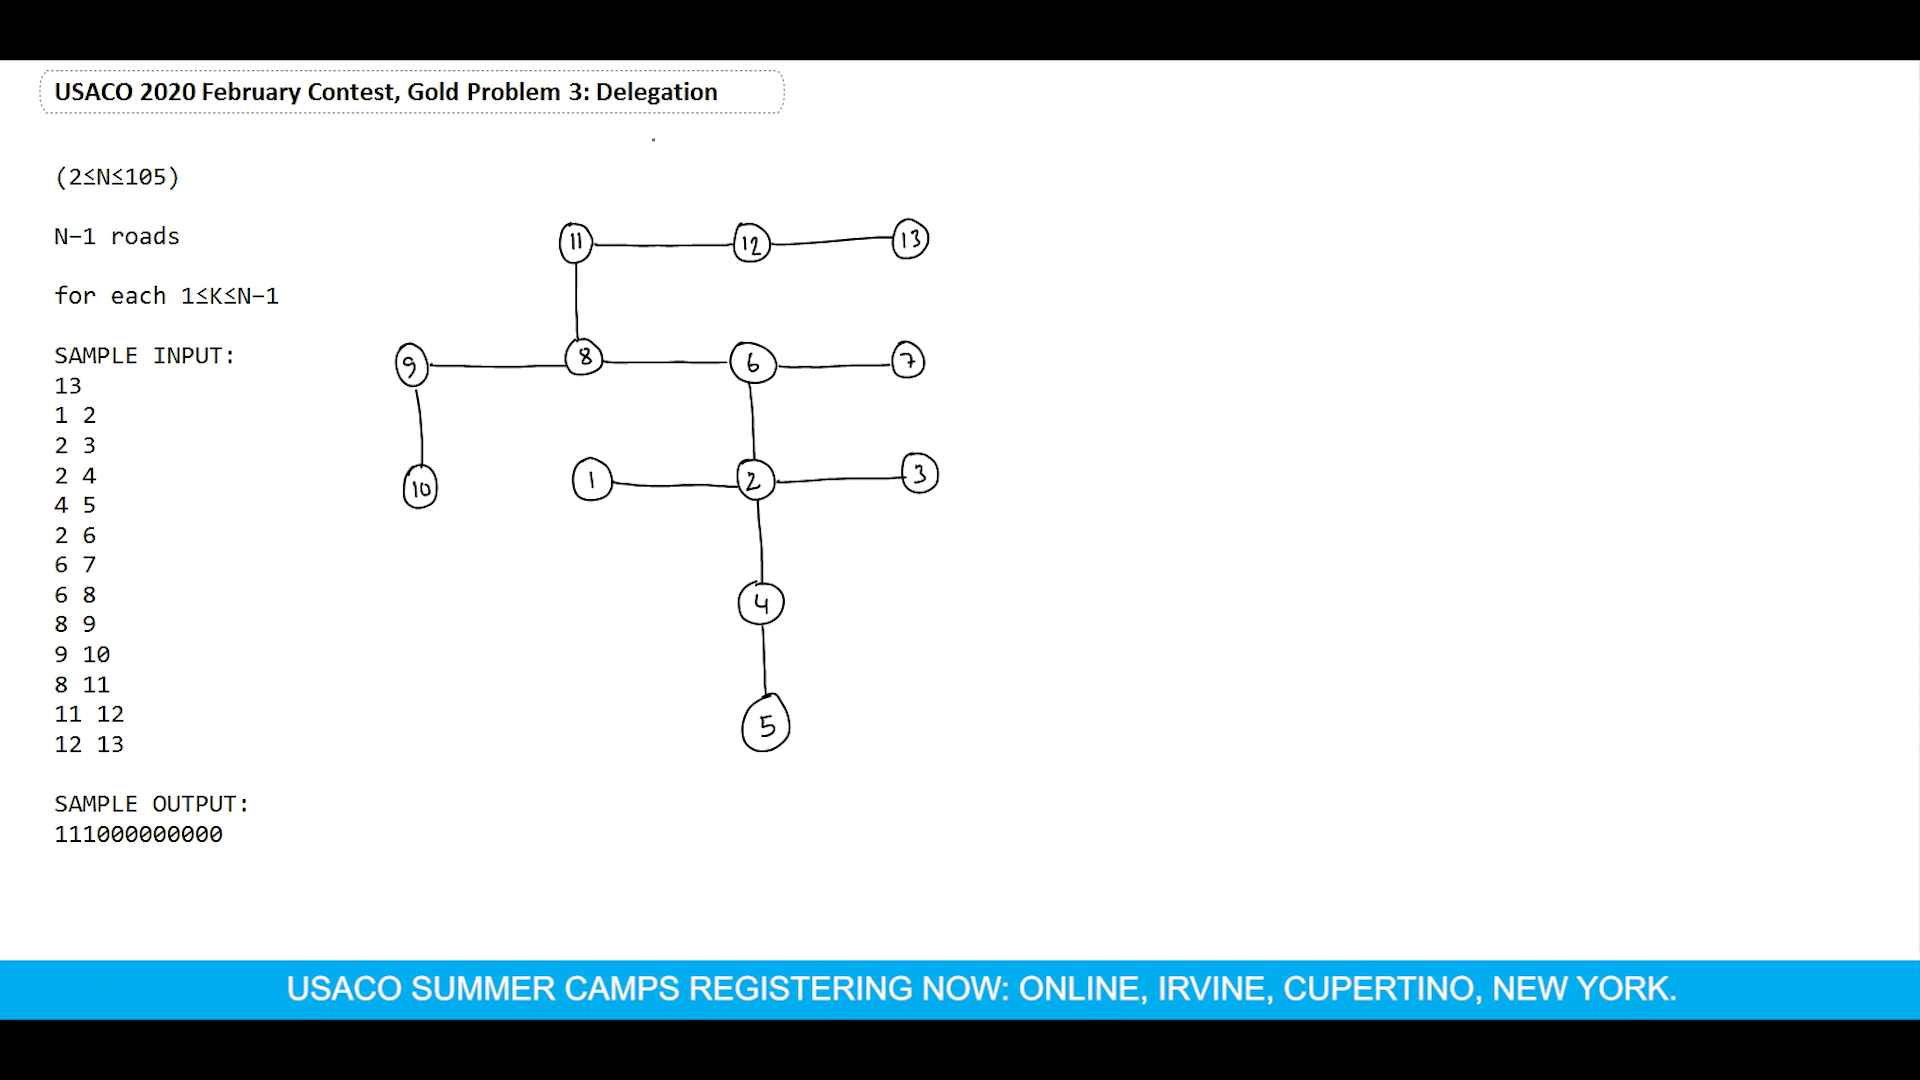 USACO 2020 February Contest, Gold Problem 3: Delegation
(2≤N≤105)
N−1 roads
for each 1≤K≤N−1
SAMPLE INPUT:
13
1 2
2 3
2 4
4 5
2 6
6 7
6 8
8 9
9 10
8 11
11 12
12 13
SAMPLE OUTPUT:
111000000000
11 12 13
9 8 6 7
10 1 2 3
4
5
USACO SUMMER CAMPS REGISTERING NOW: ONLINE, IRVINE, CUPERTINO, NEW YORK.